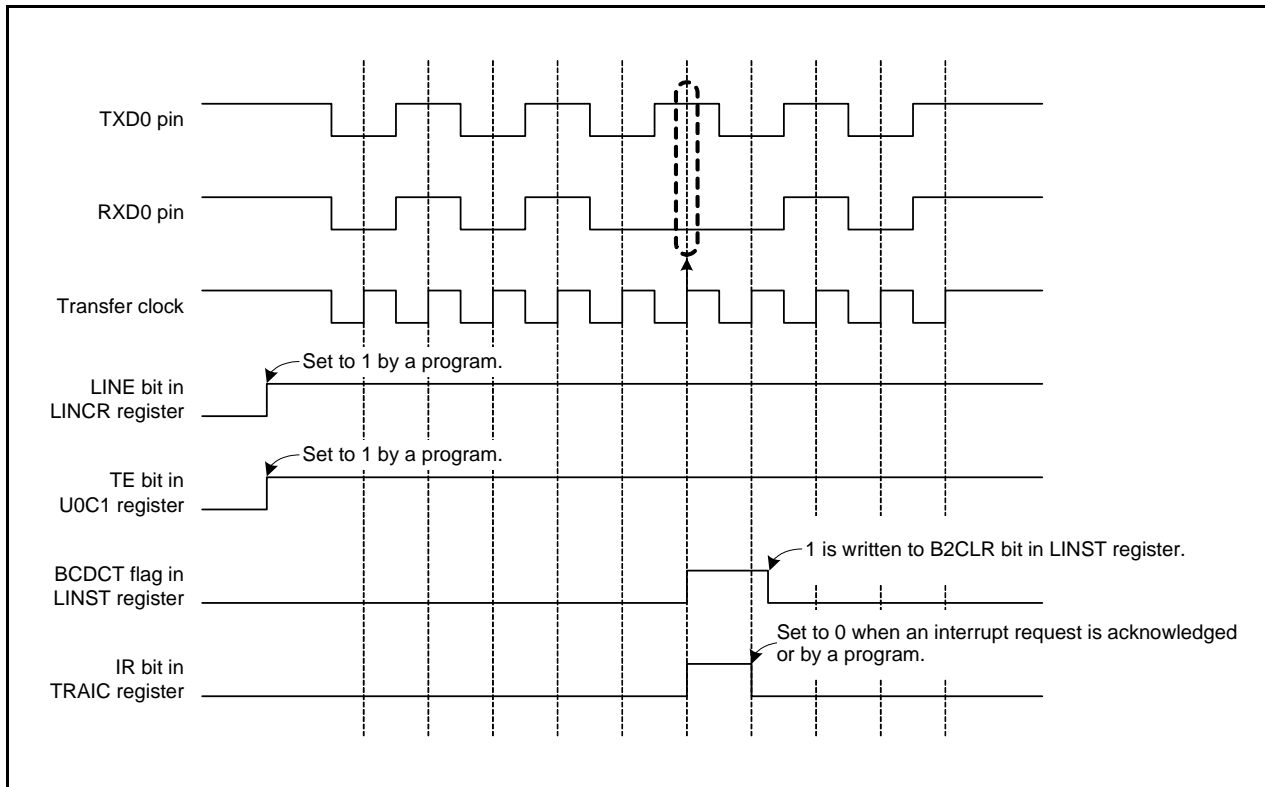 TXD0 pin
RXD0 pin
Transfer clock
Set to 1 by a program.
LINE bit in
LINCR register
Set to 1 by a program.
TE bit in
U0C1 register
1 is written to B2CLR bit in LINST register.
BCDCT flag in
LINST register
Set to 0 when an interrupt request is acknowledged
or by a program.
IR bit in
TRAIC register